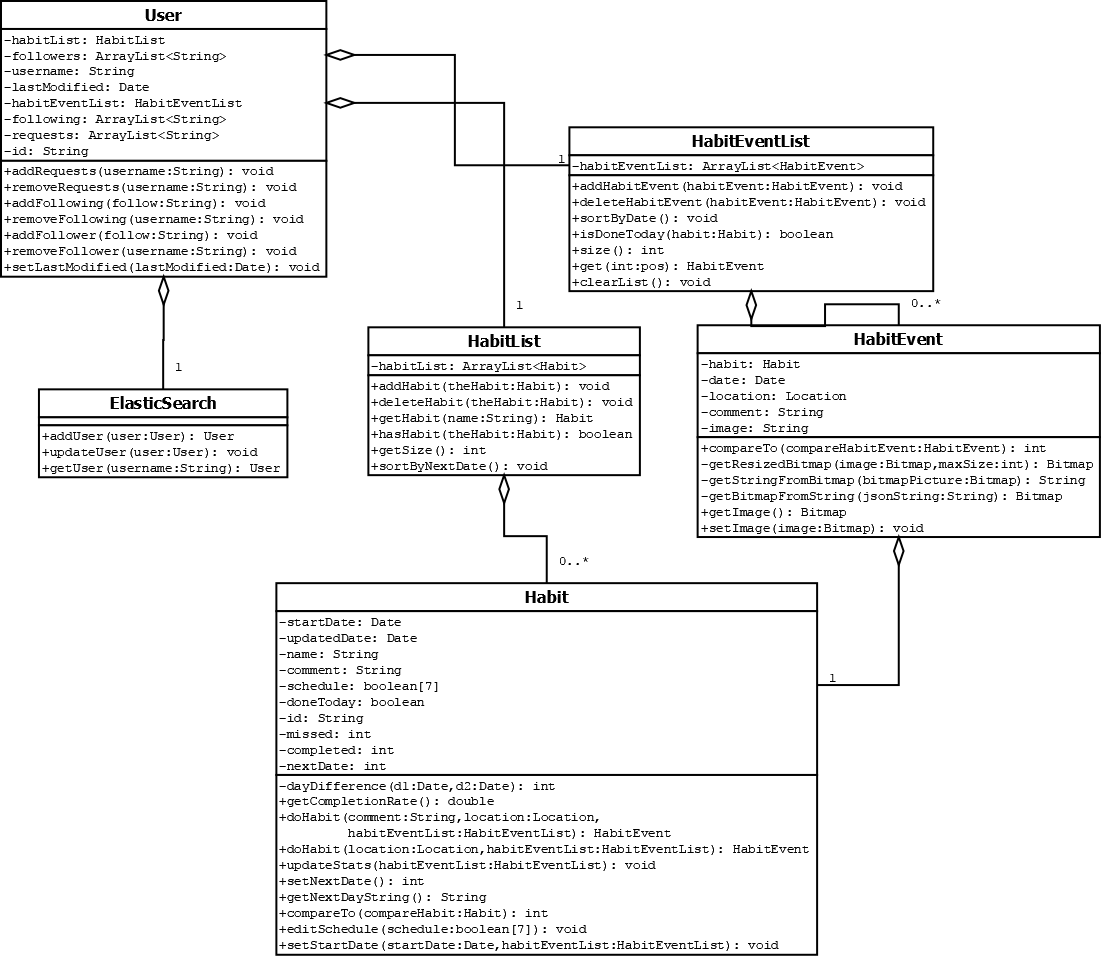 User
-habitList: HabitList
-followers: ArrayList<String>
-username: String
-lastModified: Date
-habitEventList: HabitEventList
-following: ArrayList<String>
-requests: ArrayList<String>
-id: String
+addRequests(username:String): void
+removeRequests(username:String): void
+addFollowing(follow:String): void
+removeFollowing(username:String): void
+addFollower(follow:String): void
+removeFollower(username:String): void
+setLastModified(lastModified:Date): void
1
HabitEventList
-habitEventList: ArrayList<HabitEvent>
+addHabitEvent(habitEvent:HabitEvent): void
+deleteHabitEvent(habitEvent:HabitEvent): void
+sortByDate(): void
+isDoneToday(habit:Habit): boolean
+size(): int
+get(int:pos): HabitEvent
+clearList(): void
1
0..*
HabitList
-habitList: ArrayList<Habit>
+addHabit(theHabit:Habit): void
+deleteHabit(theHabit:Habit): void
+getHabit(name:String): Habit
+hasHabit(theHabit:Habit): boolean
+getSize(): int
+sortByNextDate(): void
HabitEvent
-habit: Habit
-date: Date
-location: Location
-comment: String
-image: String
+compareTo(compareHabitEvent:HabitEvent): int
-getResizedBitmap(image:Bitmap,maxSize:int): Bitmap
-getStringFromBitmap(bitmapPicture:Bitmap): String
-getBitmapFromString(jsonString:String): Bitmap
+getImage(): Bitmap
+setImage(image:Bitmap): void
1
ElasticSearch
+addUser(user:User): User
+updateUser(user:User): void
+getUser(username:String): User
0..*
Habit
-startDate: Date
-updatedDate: Date
-name: String
-comment: String
-schedule: boolean[7]
-doneToday: boolean
-id: String
-missed: int
-completed: int
-nextDate: int
-dayDifference(d1:Date,d2:Date): int
+getCompletionRate(): double
+doHabit(comment:String,location:Location,
habitEventList:HabitEventList): HabitEvent
+doHabit(location:Location,habitEventList:HabitEventList): HabitEvent
+updateStats(habitEventList:HabitEventList): void
+setNextDate(): int
+getNextDayString(): String
+compareTo(compareHabit:Habit): int
+editSchedule(schedule:boolean[7]): void
+setStartDate(startDate:Date,habitEventList:HabitEventList): void
1